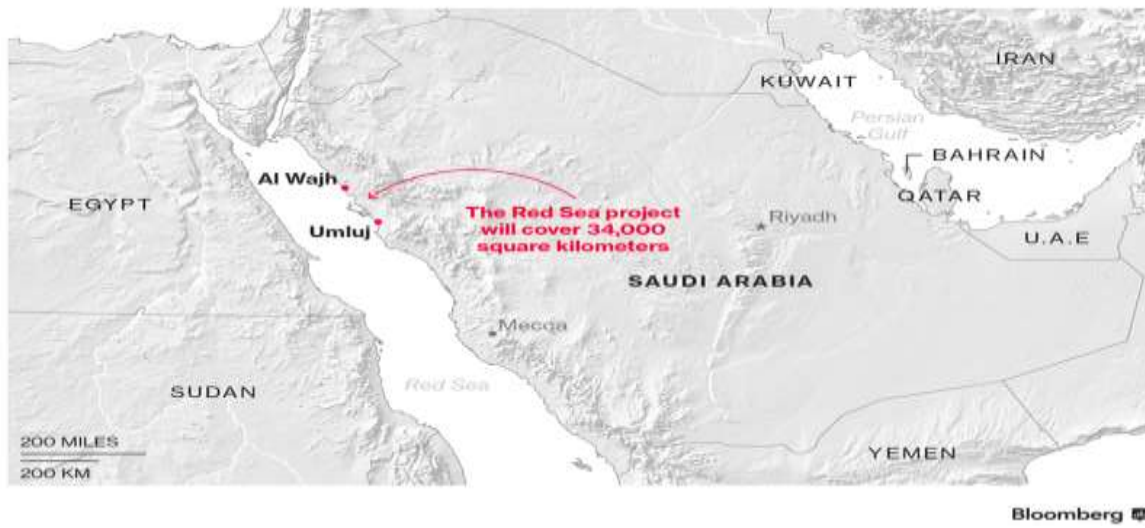 IRAN
KUWAIT
Persian
Gulf
BAHRAIN
Al Wajh
EGYPT
QATAR
The Red Sea project
will cover 34,000
square kilometers
Riyadh
Umluj
U.A.E
SAUDI ARABIA
Mecca
Red Sea
SUDAN
200 MILES
YEMEN
200 KM
Bloomberg